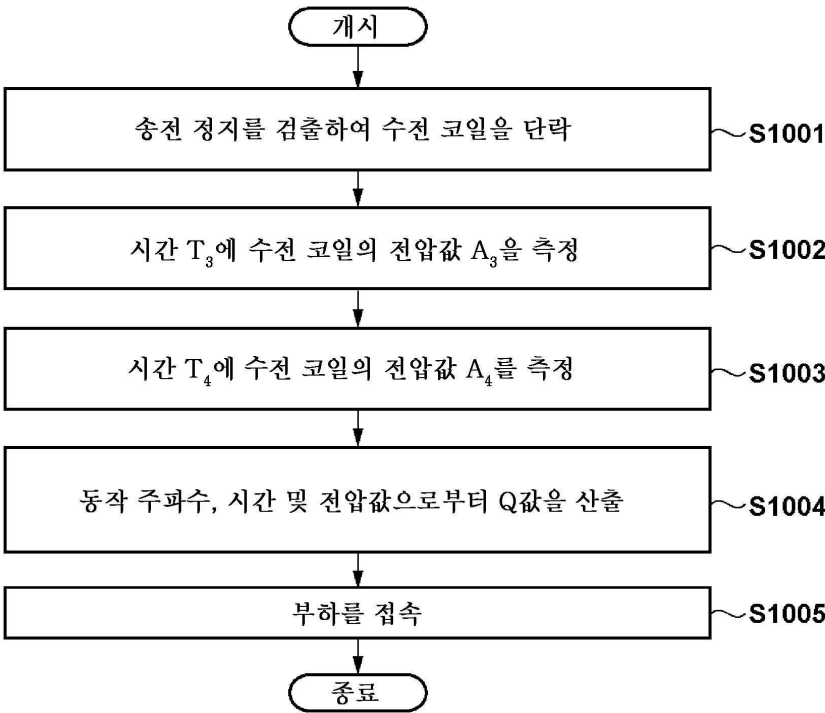 개시
송전 정지를 검출하여 수전 코일을 단락
S1001
시간 T₃에 수전 코일의 전압값 A₃을 측정
S1002
시간 T₄에 수전 코일의 전압값 A₄를 측정
S1003
동작 주파수, 시간 및 전압값으로부터 Q값을 산출
S1004
부하를 접속
S1005
종료